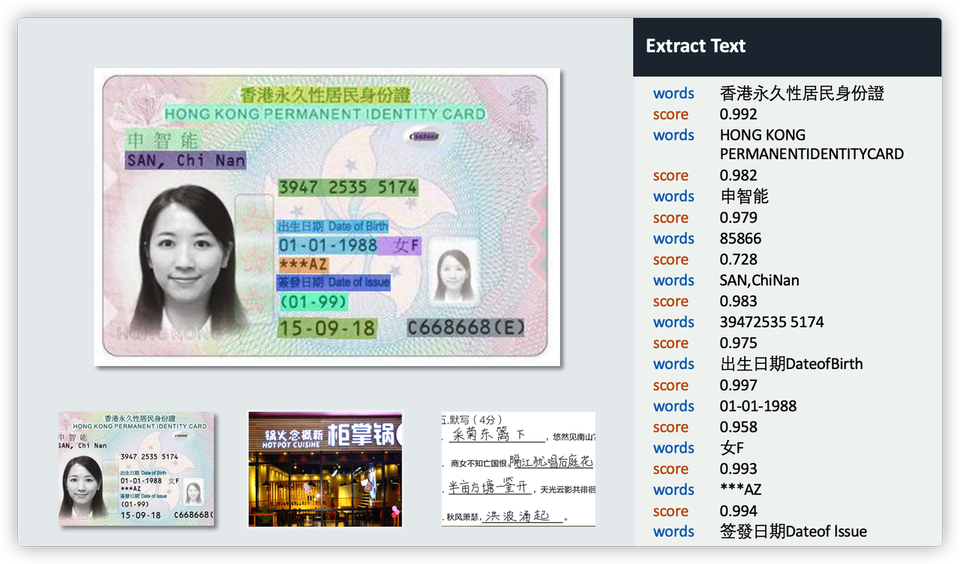 Extract Text
香港永久性居民身份證
HONG KONG PERMANENT IDENTITY CARD
申 智 能
SAN, Chi Nan
3947 2535 5174
出生日期 Date of Birth
01-01-1988 女F
***AZ
簽發日期 Date of Issue
(01-99)
15-09-18
C668668(E)
香港
HONG KONG
words 香港永久性居民身份證
score 0.992
words HONG KONG
PERMANENTIDENTITYCARD
score 0.982
words 申智能
score 0.979
words 85866
score 0.728
words SAN,ChiNan
score 0.983
words 39472535 5174
score 0.975
words 出生日期DateofBirth
score 0.997
words 01-01-1988
score 0.958
words 女F
score 0.993
words ***AZ
score 0.994
words 签發日期Dateof Issue
香港永久性居民身份證
HONG KONG PERMANENT IDENTITY CARD
申 智 能
SAN, Chi Nan
3947 2535 5174
出生日期 Date of Birth
01-01-1988 女F
***AZ
簽發日期 Date of Issue
(01-99)
15-09-18 C668668(
锅火念概新 柜掌锅
HOTPOT CUISINE
五.默写（4分）
采菊东篱下，悠然见南山
商女不知亡国恨,隔江犹唱后庭花
半亩方塘一鉴开，天光云影共徘徊
秋风萧瑟,洪波涌起。